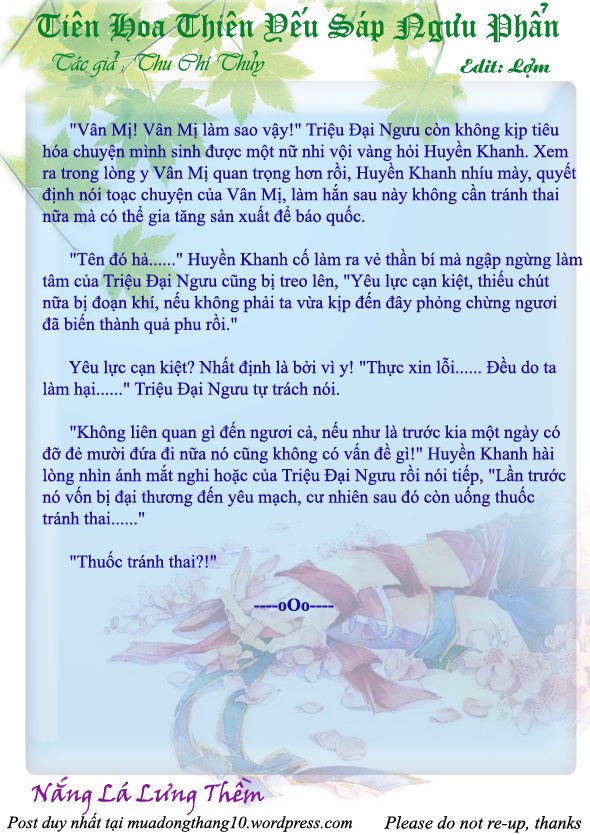 Tiên Hoa Thiên Yếu Sáp Ngưu Phẩn
Tác giả : Thu Chí Thủy
Edit: Lợm
"Vân Mị! Vân Mị làm sao vậy!" Triệu Đại Ngưu còn không kịp tiêu
hóa chuyện mình sinh được một nữ nhi vội vàng hỏi Huyền Khanh. Xem
ra trong lòng y Vân Mị quan trọng hơn rồi, Huyền Khanh nhíu mày, quyết
định nói toạc chuyện của Vân Mị, làm hắn sau này không cần tránh thai
nữa mà có thể gia tăng sản xuất để báo quốc.
"Tên đó hả......" Huyền Khanh cố làm ra vẻ thần bí mà ngập ngừng làm
tâm của Triệu Đại Ngưu cũng bị treo lên, "Yêu lực cạn kiệt, thiếu chút
nữa bị đoạn khí, nếu không phải ta vừa kịp đến đây phỏng chừng ngươi
đã biến thành quả phu rồi."
Yêu lực cạn kiệt? Nhất định là bởi vì y! "Thực xin lỗi...... Đều do ta
làm hại......" Triệu Đại Ngưu tự trách nói.
"Không liên quan gì đến ngươi cả, nếu như là trước kia một ngày có
đỡ đẻ mười đứa đi nữa nó cũng không có vấn đề gì!" Huyền Khanh hài
lòng nhìn ánh mắt nghi hoặc của Triệu Đại Ngưu rồi nói tiếp, "Lần trước
nó vốn bị đại thương đến yêu mạch, cư nhiên sau đó còn uống thuốc
tránh thai......"
"Thuốc tránh thai?!"
----oOo----
Nắng Lá Lưng Thềm
Post duy nhất tại muadongthang10.wordpress.com
Please do not re-up, thanks